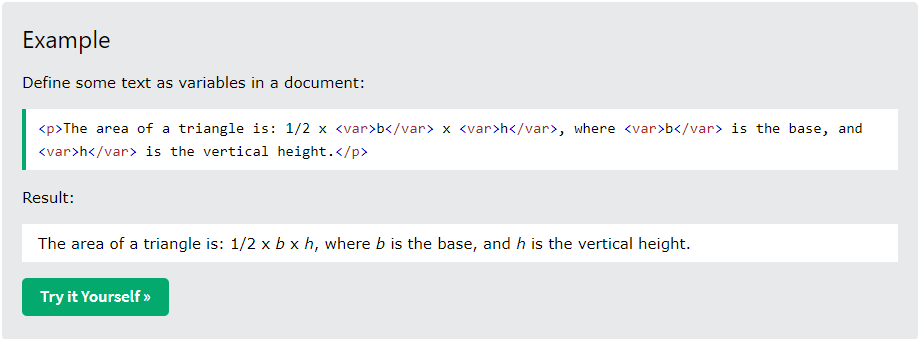 Example
Define some text as variables in a document:
<p>The area of a triangle is: 1/2 x <var>b</var> x <var>h</var>, where <var>b</var> is the base, and
<var>h</var> is the vertical height.</p>
Result:
The area of a triangle is: 1/2 x b x h, where b is the base, and h is the vertical height.
Try it Yourself »